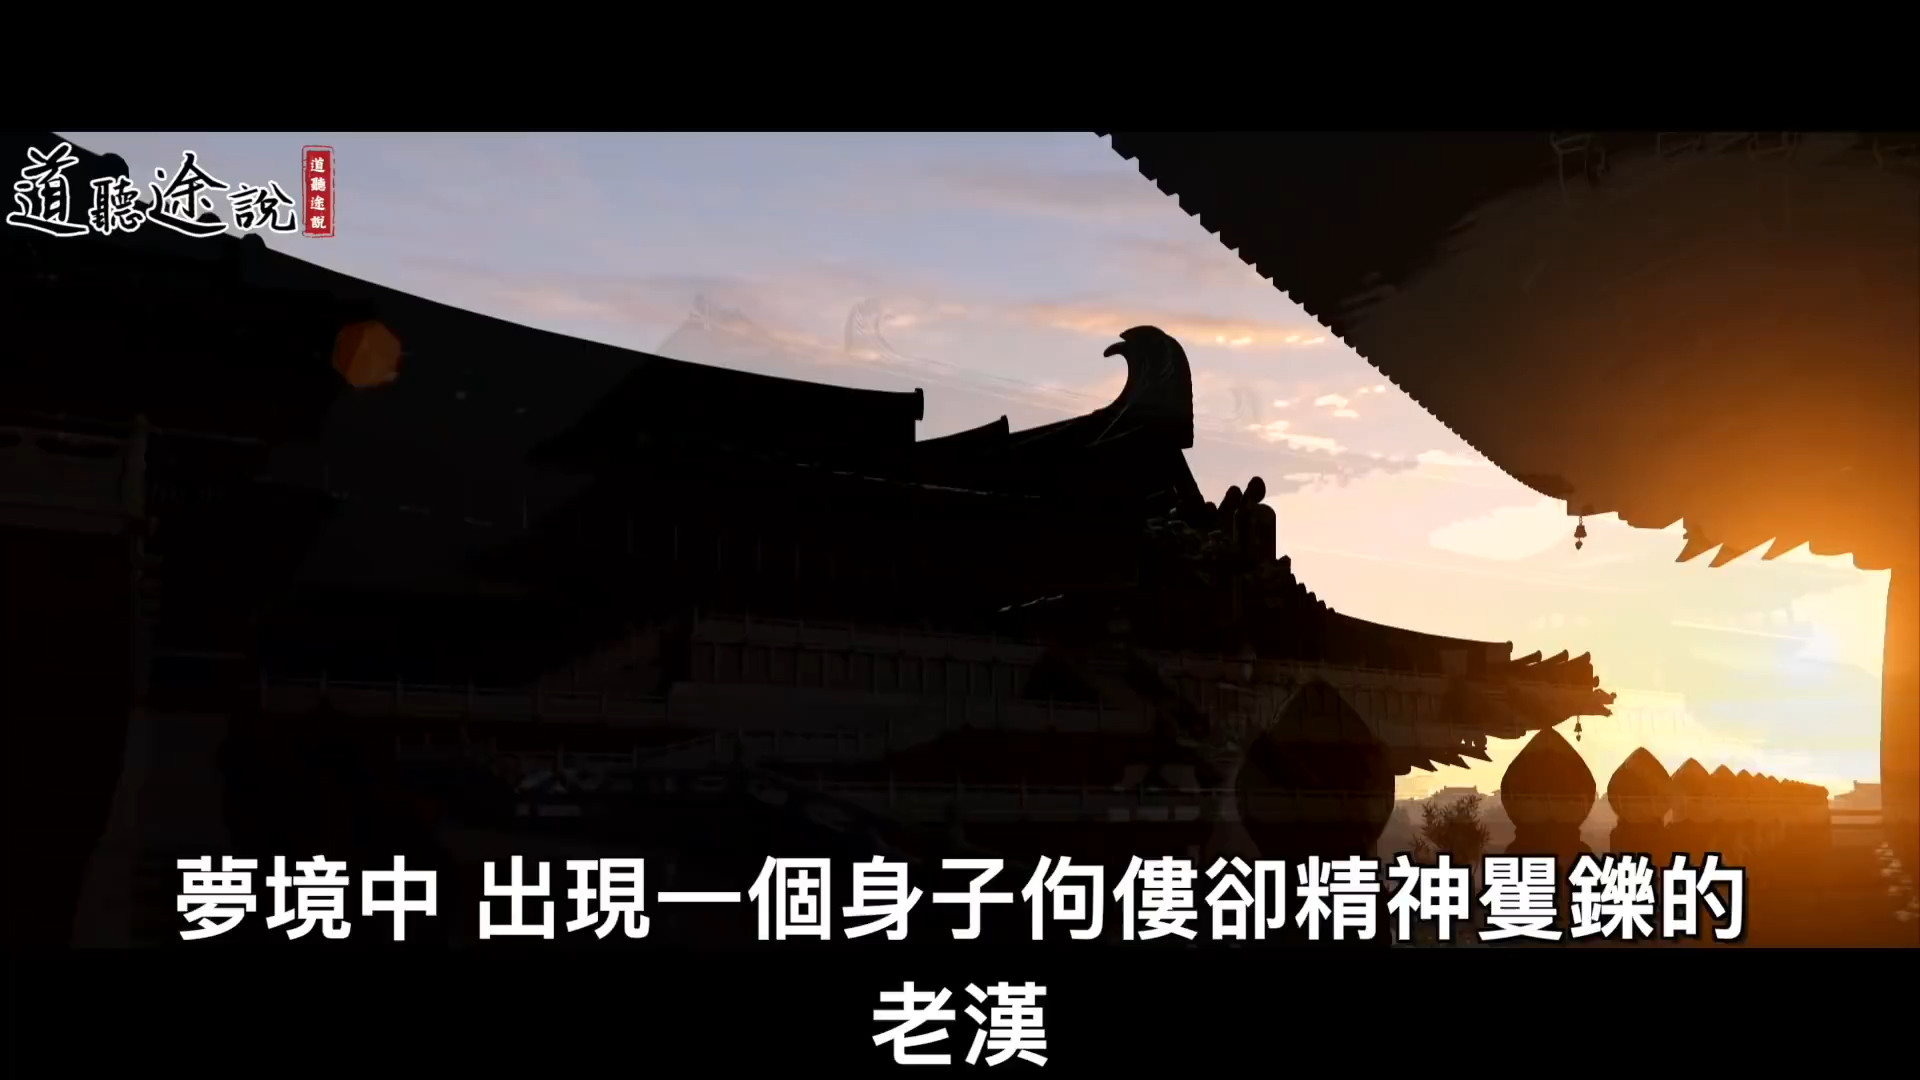 道聽途說
道聽途說
夢境中 出現一個身子佝僂卻精神矍鑠的
老漢